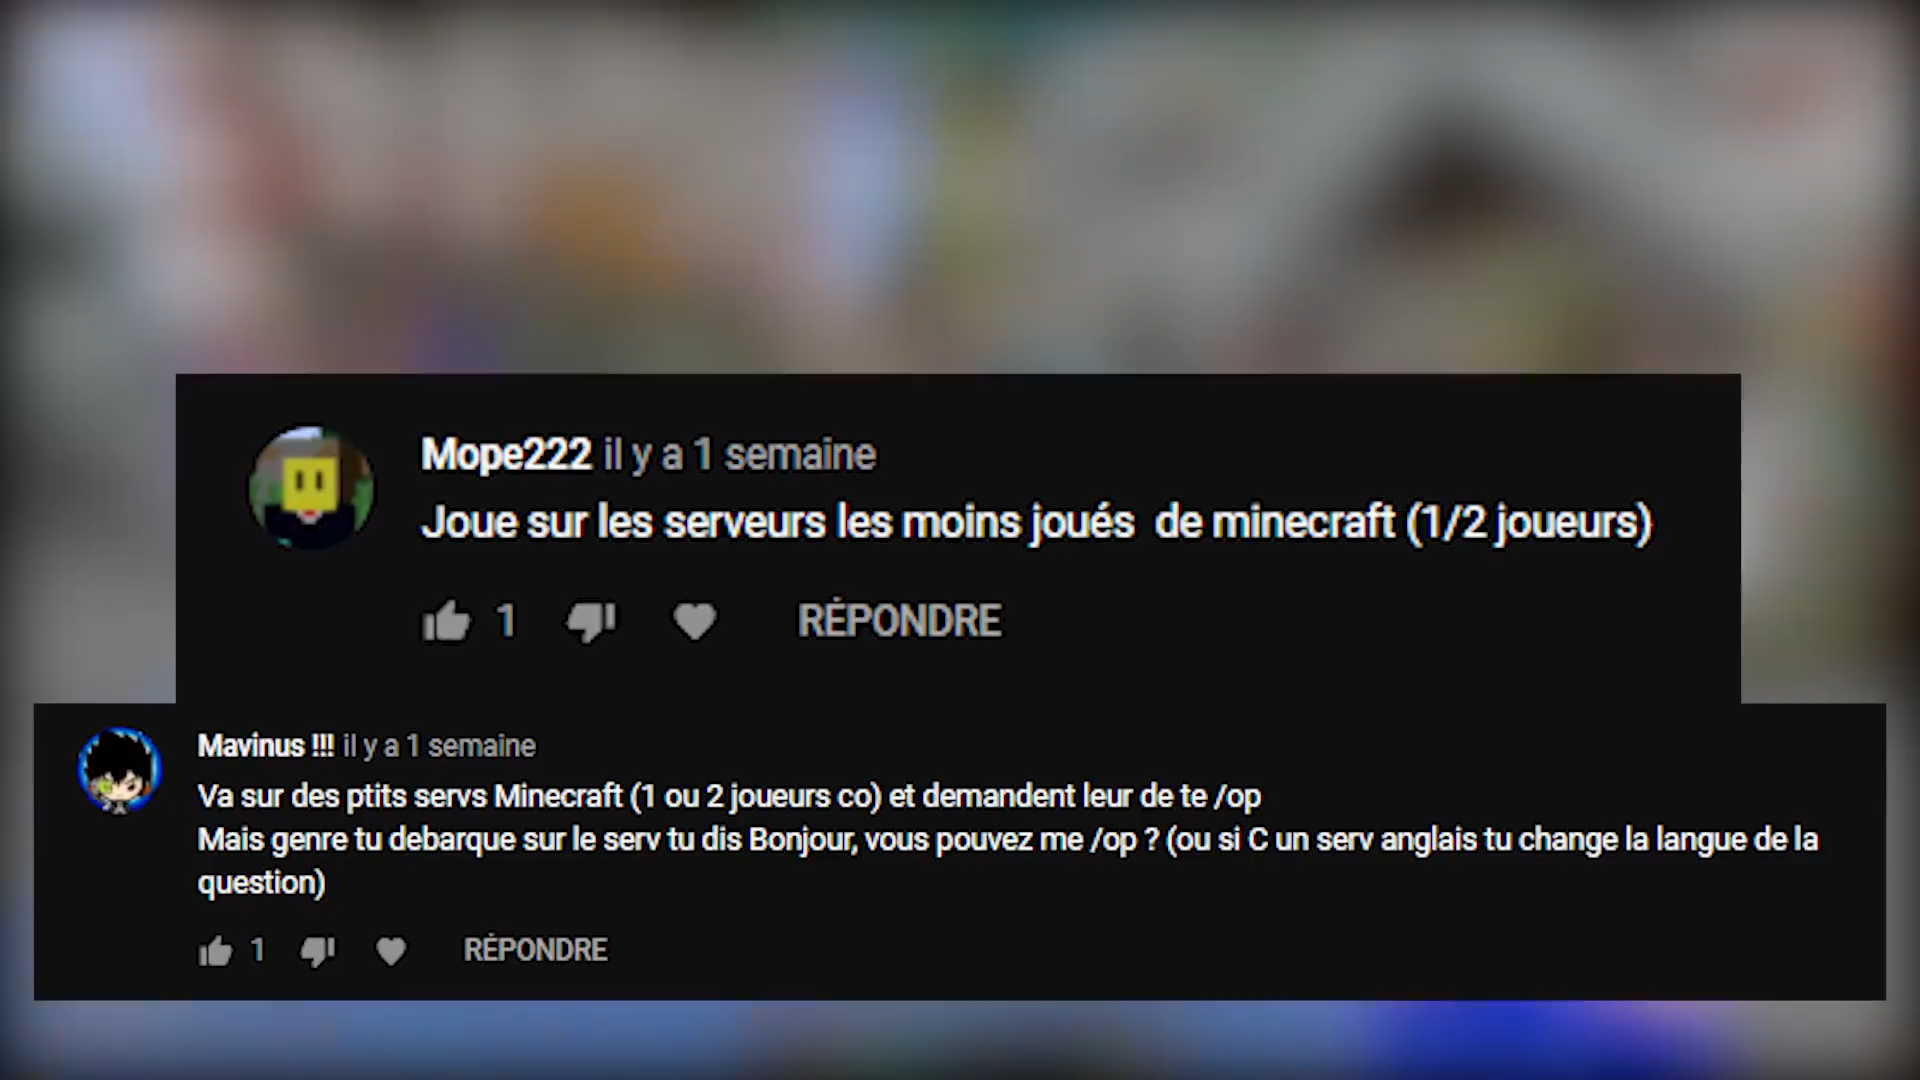 Mope222 il y a 1 semaine
Joue sur les serveurs les moins joués de minecraft (1/2 joueurs)
1 RÉPONDRE
Mavinus !!! il y a 1 semaine
Va sur des ptits servs Minecraft (1 ou 2 joueurs co) et demandent leur de te /op
Mais genre tu debarque sur le serv tu dis Bonjour, vous pouvez me /op ? (ou si C un serv anglais tu change la langue de la
question)
1 RÉPONDRE